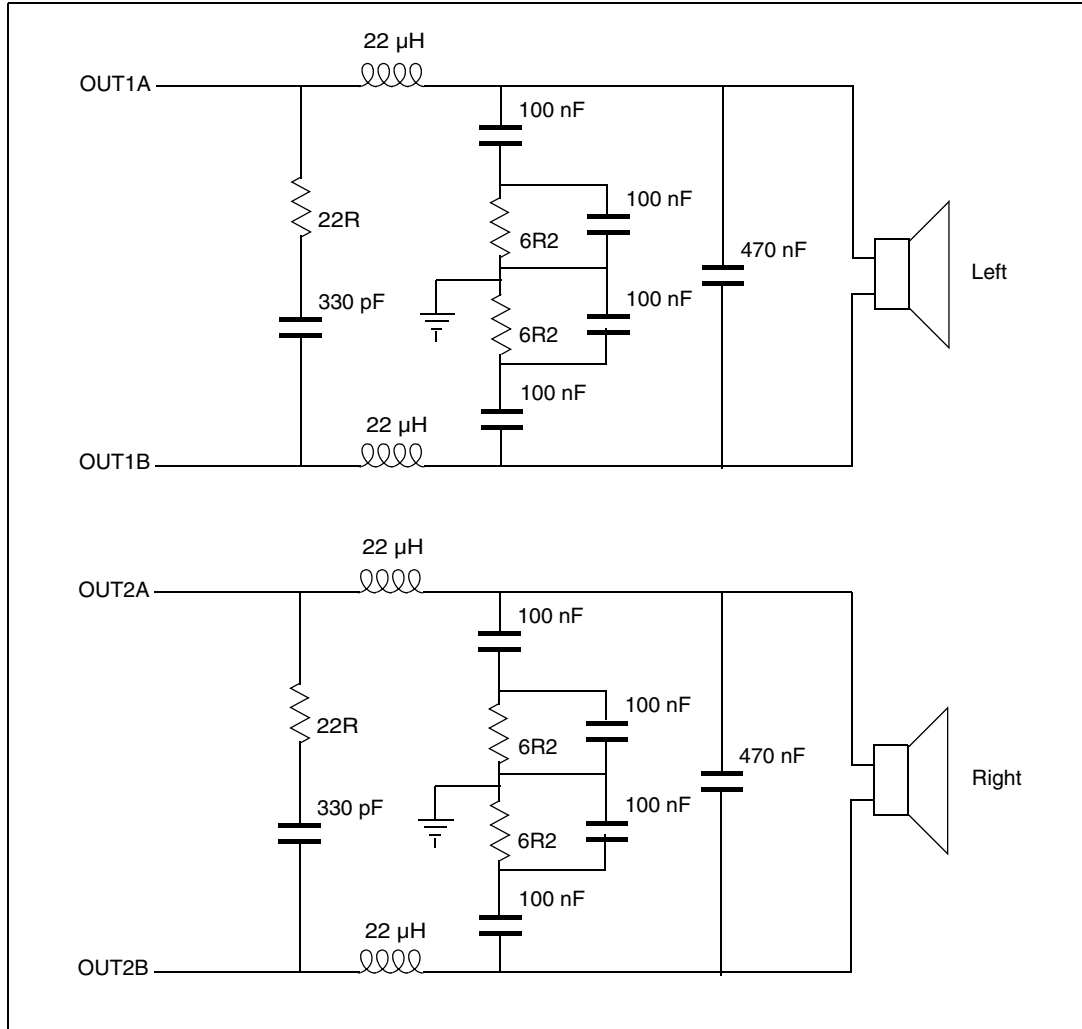 22 µH
OUT1A
100 nF
100 nF
22R
6R2
470 nF
Left
330 pF
100 nF
6R2
100 nF
22 µH
OUT1B
22 µH
OUT2A
100 nF
100 nF
22R
6R2
470 nF
Right
330 pF
100 nF
6R2
100 nF
22 µH
OUT2B